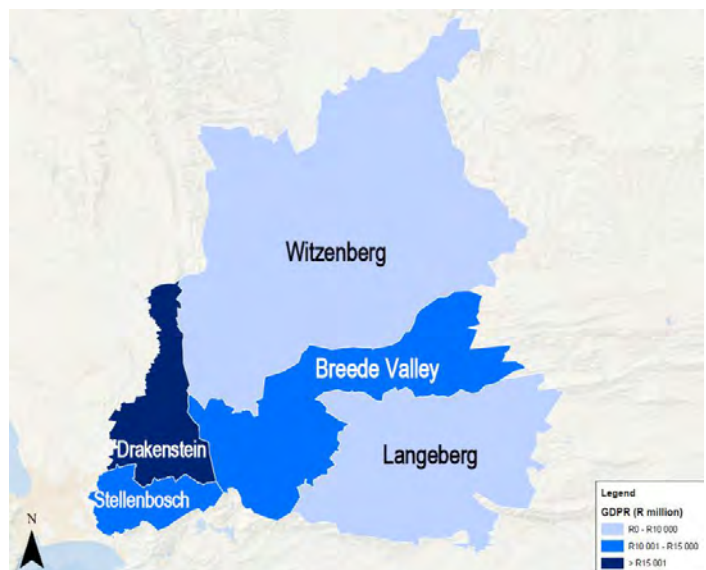 Witzenberg
Breede Valley
Drakenstein
Langeberg
Stellenbosch
N
Legend
GDPR (R million)
R0 - R10 000
R10 001 - R15 000
> R15 001